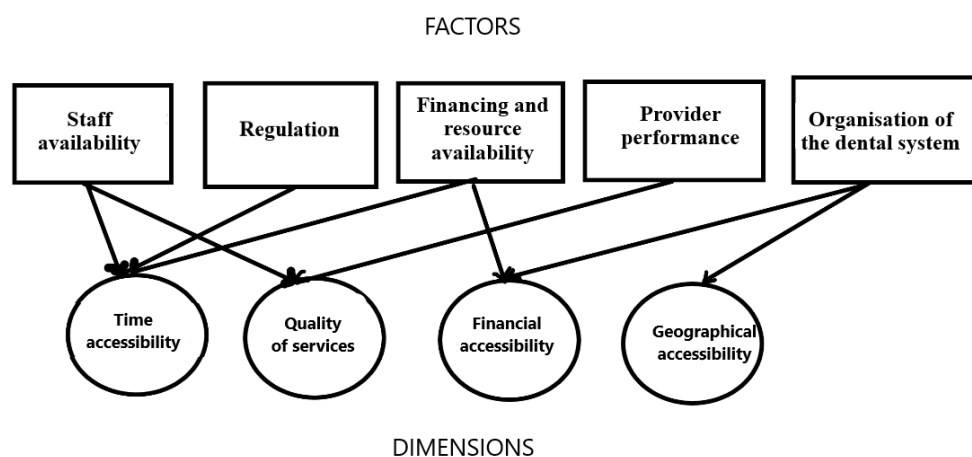 FACTORS
Staff
availability
Regulation
Financing and
resource
availability
Provider
performance
Organisation of
the dental system
Time
accessibility
Quality
of services
Financial
accessibility
Geographical
accessibility
DIMENSIONS